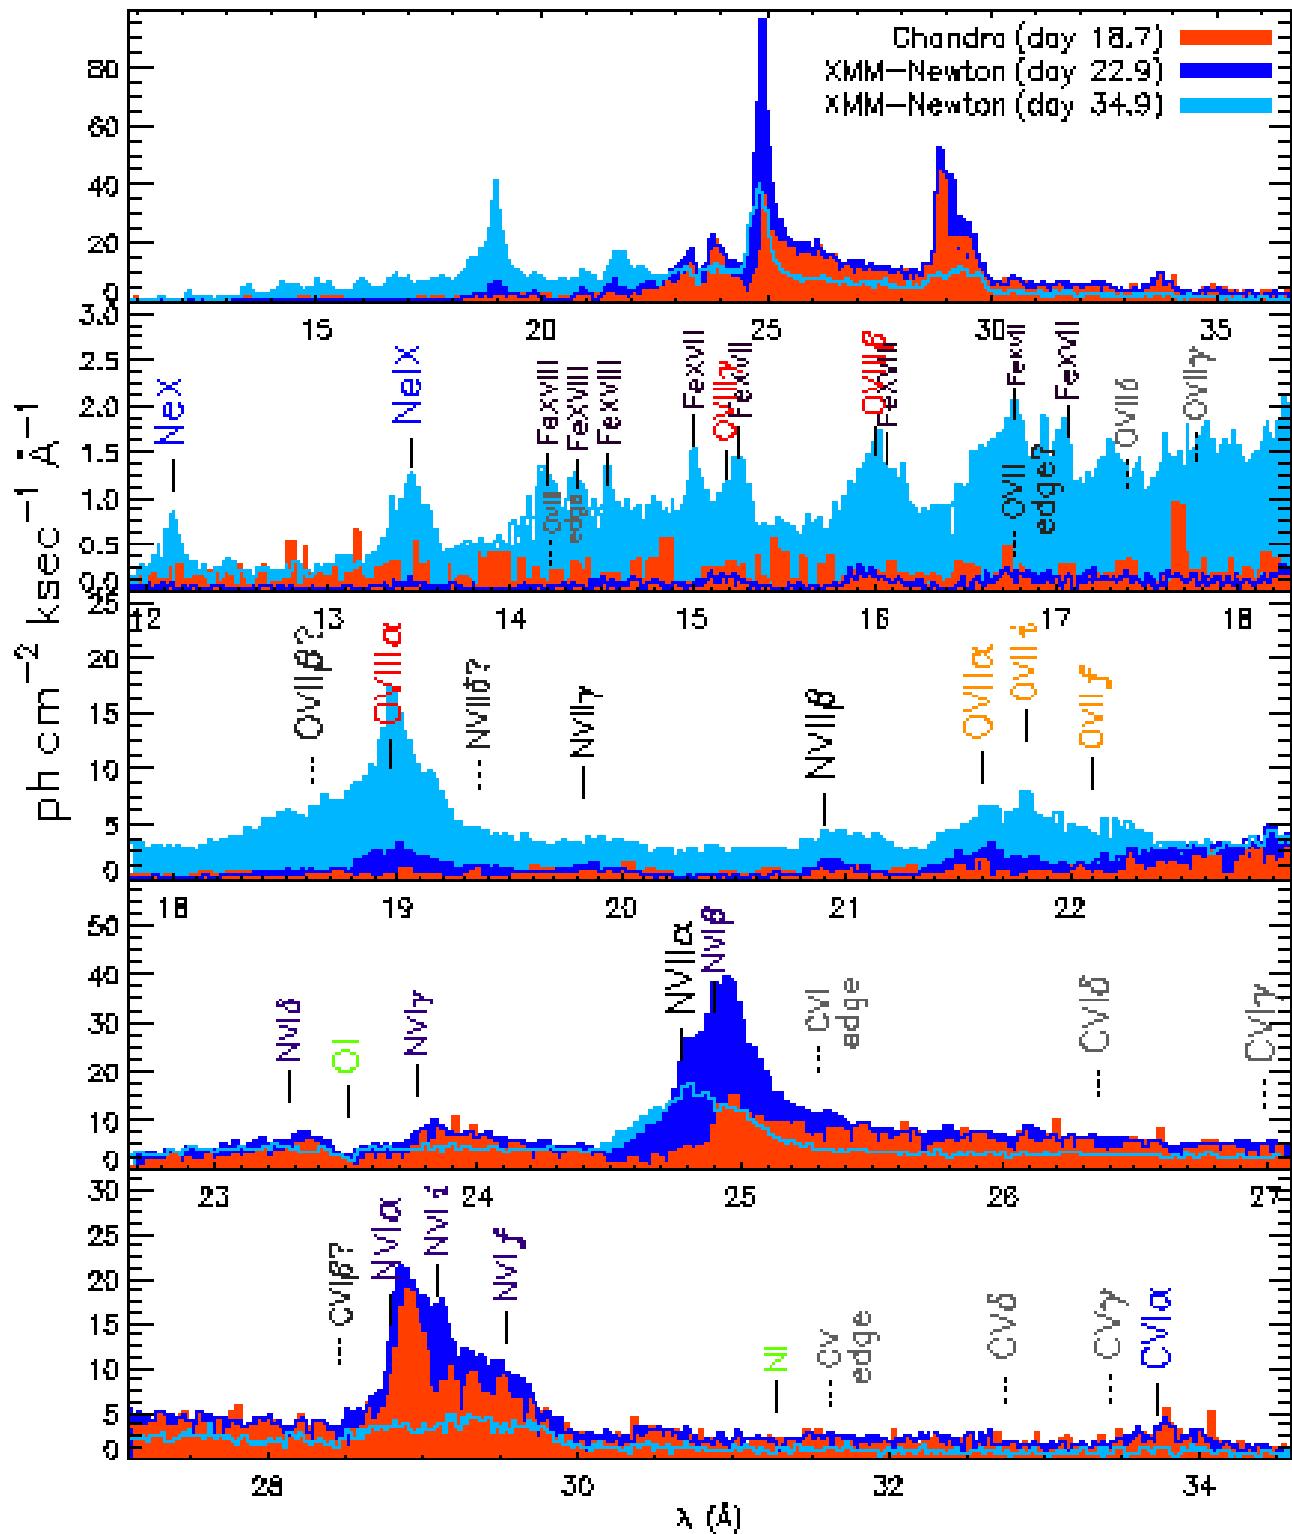 Chandra (day 18.7)
XMM-Newton (day 22.9)
XMM-Newton (day 34.9)
80
60
40
20
0
15 20 25 30 35
ph cm−2 ksec−1 Å−1
3.0
2.5
2.0
1.5
1.0
0.5
0.0
NeX
NeIX
FeXVIII
FeXVIII
FeXVIII
OVIII
edge
FeXVII
OVIIIγ
FeXVII
OVIIIβ
FeXVIII
FeXVII
OVII
edge?
FeXVII
OVIIδ
OVIIγ
12 13 14 15 16 17 18
25
20
15
10
5
0
OVIIβ?
OVIIIα
NVIIδ?
NVIIγ
NVIIβ
OVIIα
OVII i
OVII f
18 19 20 21 22
50
40
30
20
10
0
NVIδ
OI
NVIγ
NVIIα
NVIβ
CVI
edge
CVIδ
CVIγ
23 24 25 26 27
30
25
20
15
10
5
0
CVIβ?
NVIα
NVI i
NVI f
NI
CV
edge
CVδ
CVγ
CVIα
28 30 32 34
λ (Å)